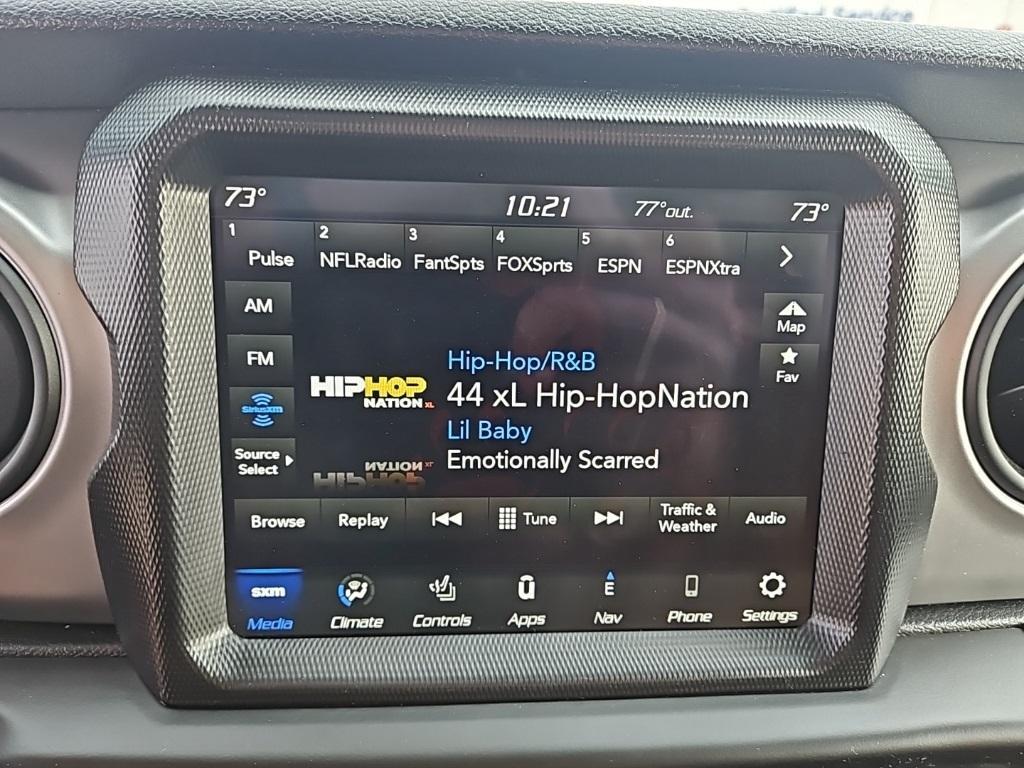 73° 10:21 77°out. 73°
1 2 3 4 5 6
Pulse NFLRadio FantSpts FOXSprts ESPN ESPNXtra
AM
Map
FM
Fav
SiriusXM
Source
Select
HIPHOP
NATION XL
Hip-Hop/R&B
44 xL Hip-HopNation
Lil Baby
Emotionally Scarred
Browse Replay Tune Traffic &
Weather Audio
sxm
Media Climate Controls Apps
E
Nav Phone Settings